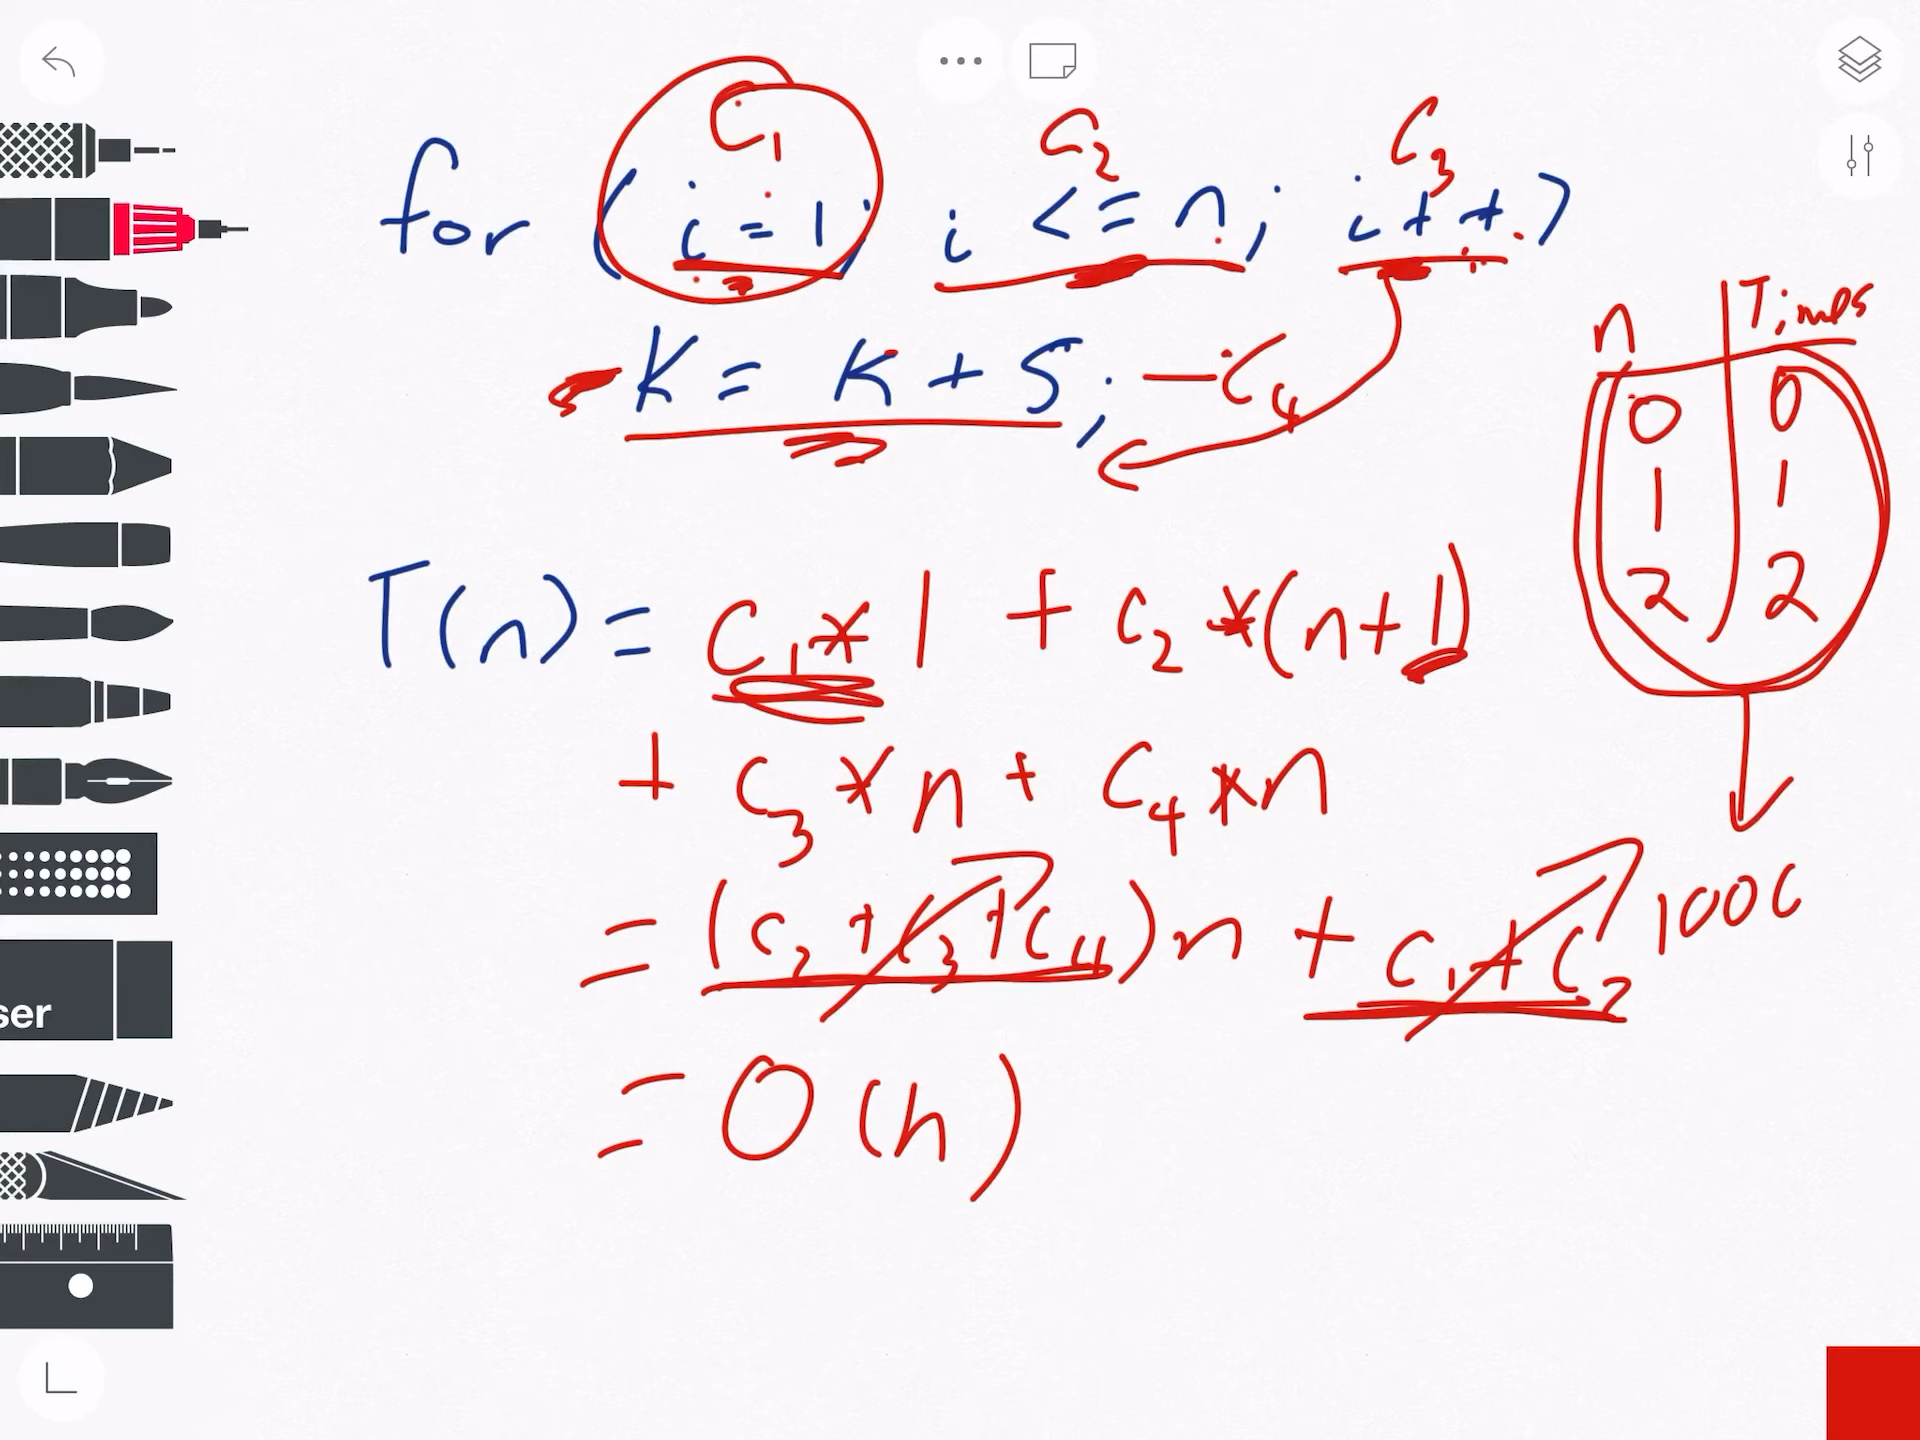 C1 C2 C3
for (i = 1; i <= n; i++)
K = K + 5; - C4
n Times
0 0
1 1
2 2
T(n) = C1 * 1 + C2 * (n+1)
+ C3 * n + C4 * n
= (C2 + C3 + C4)n + C1 + C2
1000
= O(n)
ser